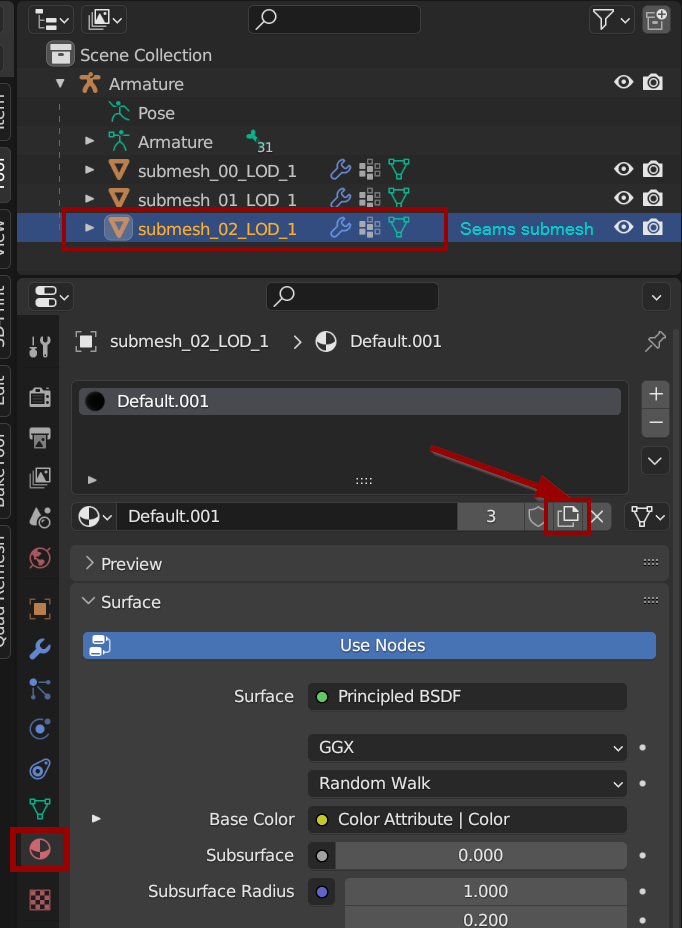 Scene Collection
Armature
Pose
Armature 31
submesh_00_LOD_1
submesh_01_LOD_1
submesh_02_LOD_1 Seams submesh
submesh_02_LOD_1 > Default.001
Default.001
Default.001 3
Preview
Surface
Use Nodes
Surface Principled BSDF
GGX
Random Walk
Base Color Color Attribute | Color
Subsurface 0.000
Subsurface Radius 1.000
0.200
Item
Tool
View
3D-Print
Edit
BakeTool
Quad Remesh